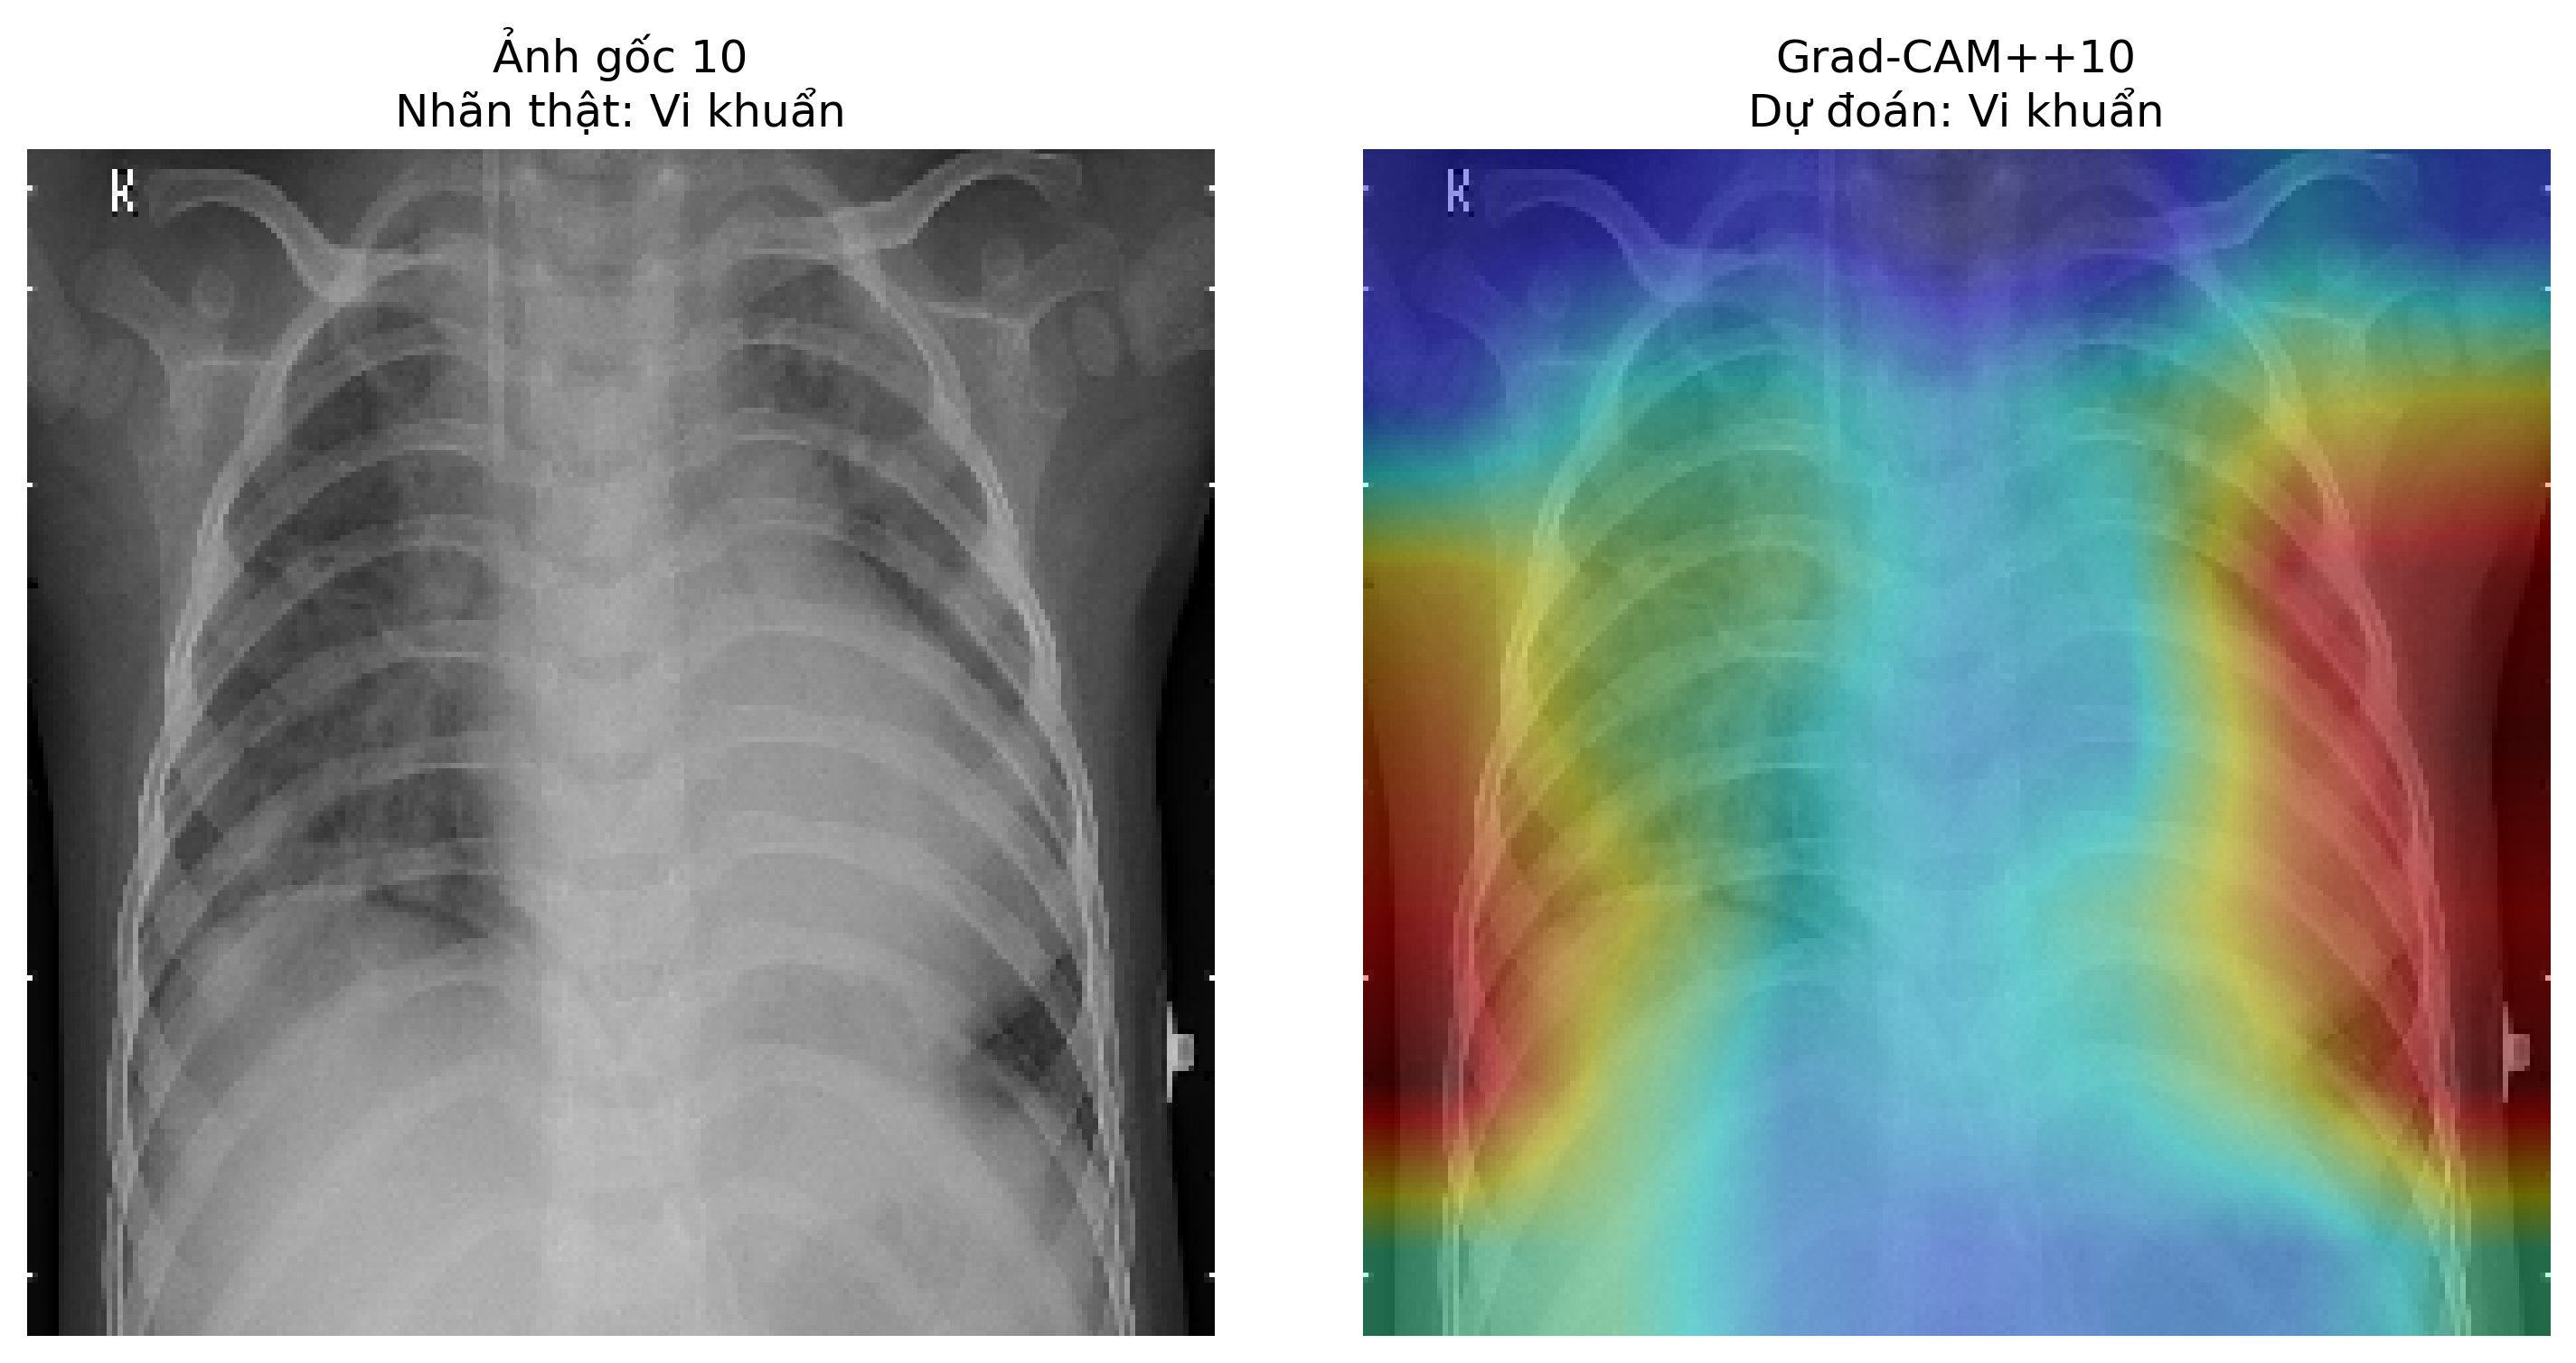 Ảnh gốc 10
Nhãn thật: Vi khuẩn
Grad-CAM++10
Dự đoán: Vi khuẩn